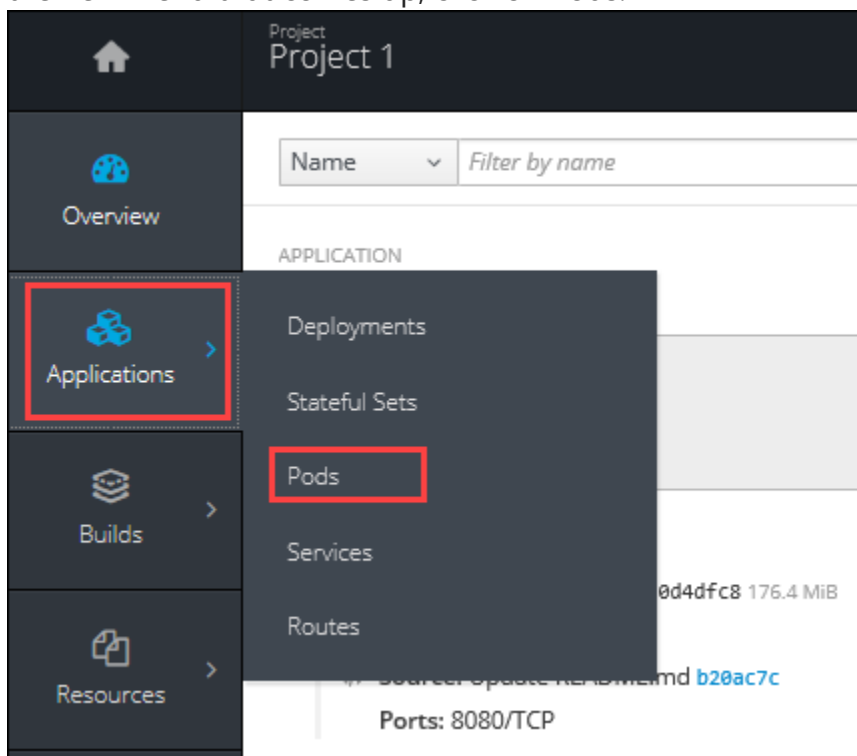 Project
Project 1
Name
Filter by name
Overview
APPLICATION
Applications
Deployments
Stateful Sets
Pods
Services
Routes
Builds
Resources
0d4dfc8 176.4 MiB
md b20ac7c
Ports: 8080/TCP